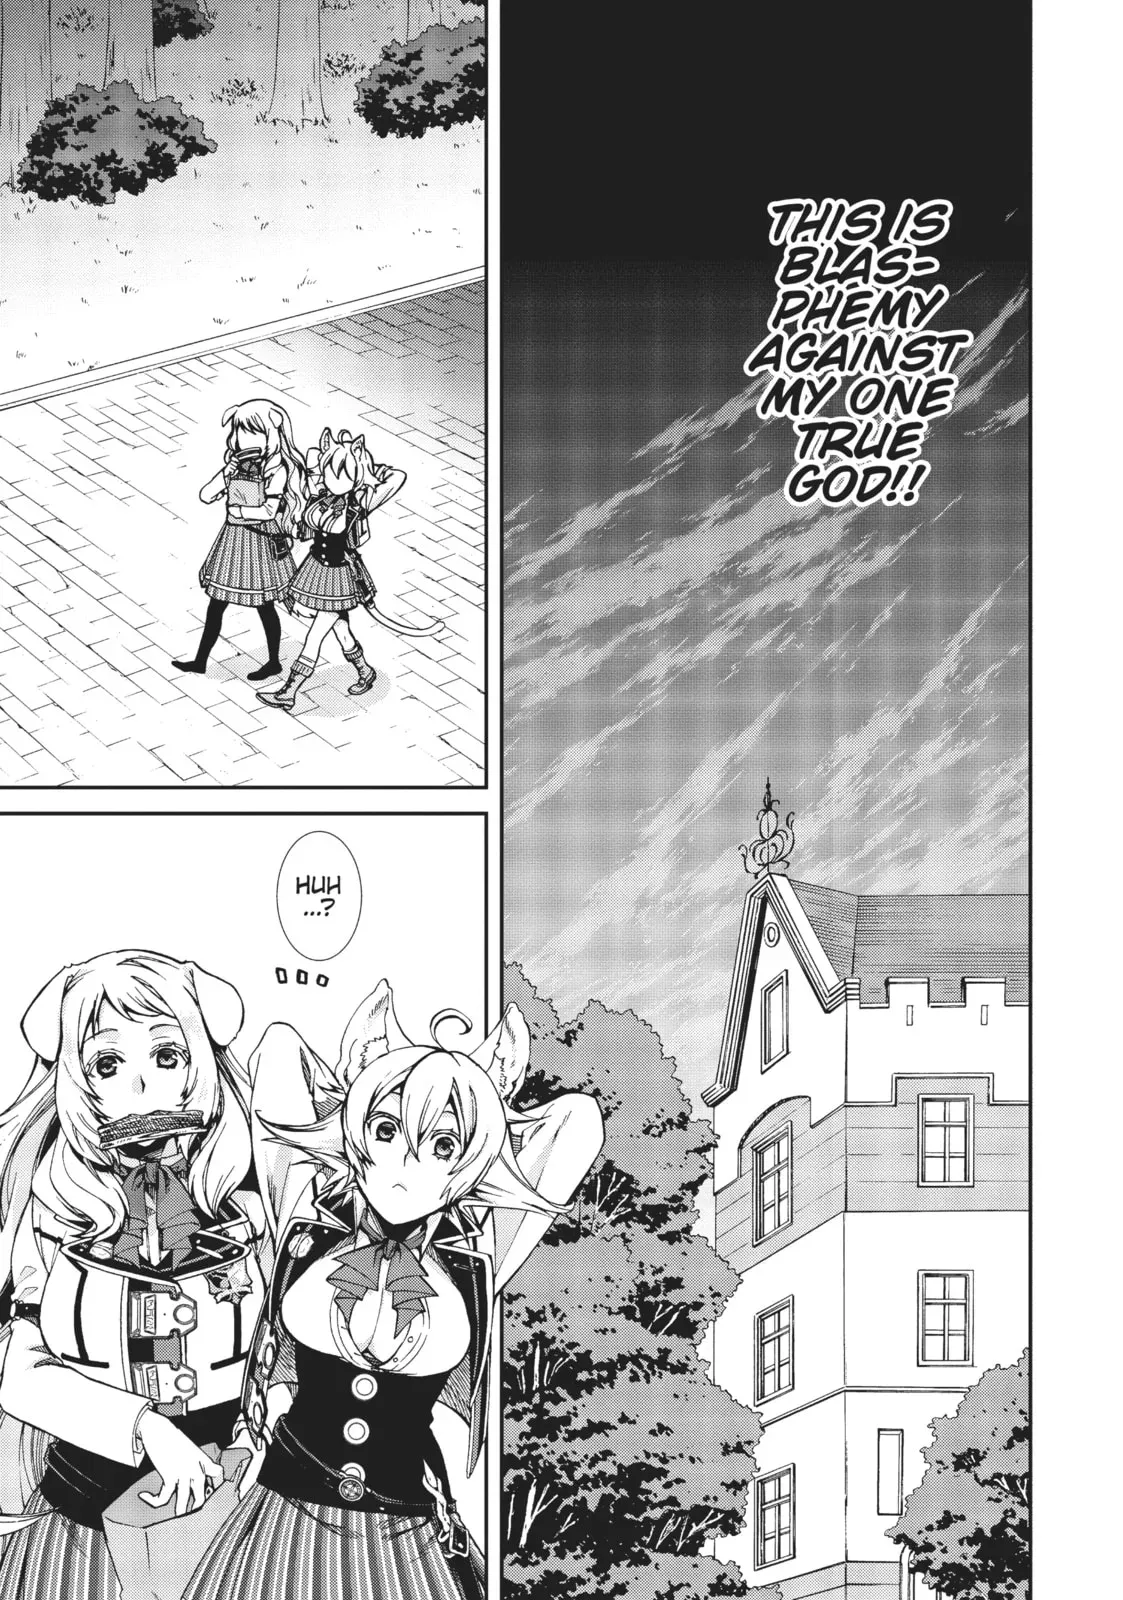 THIS IS
BLAS-
PHEMY
AGAINST
MY ONE
TRUE
GOD!!
HUH
...?